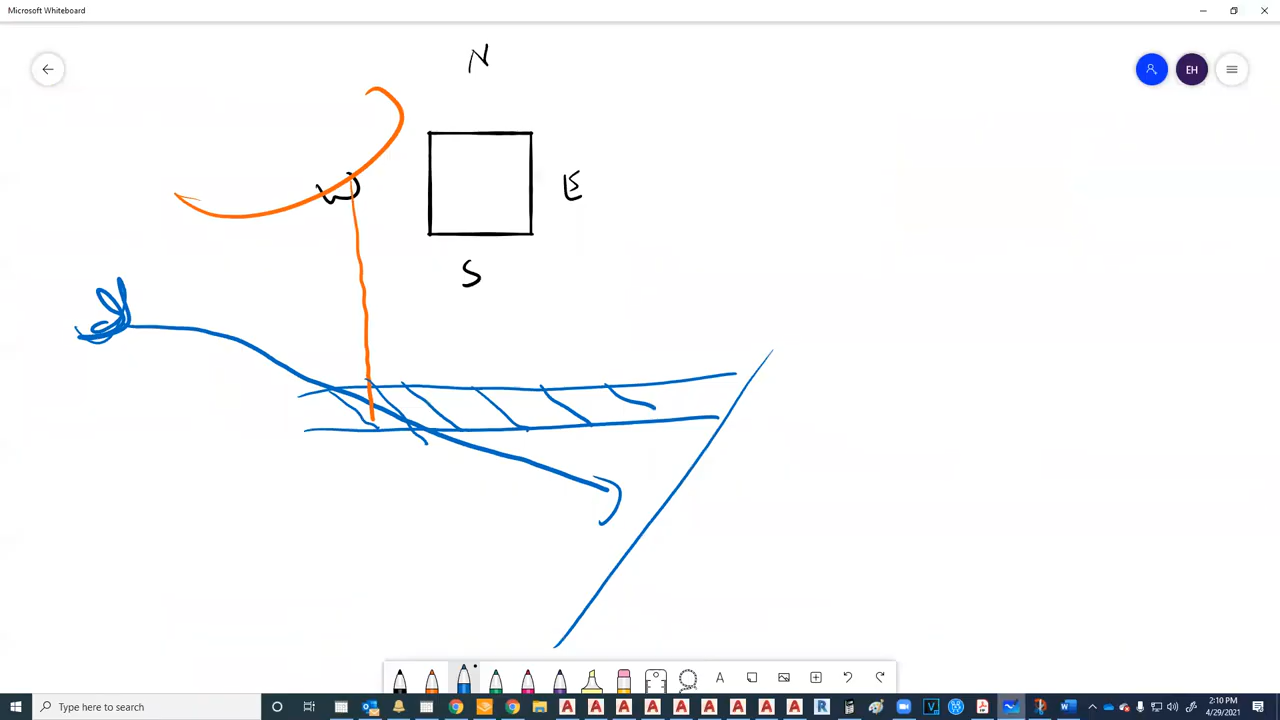 Microsoft Whiteboard
N
EH
W
E
S
A
Type here to search
2:10 PM
4/29/2021